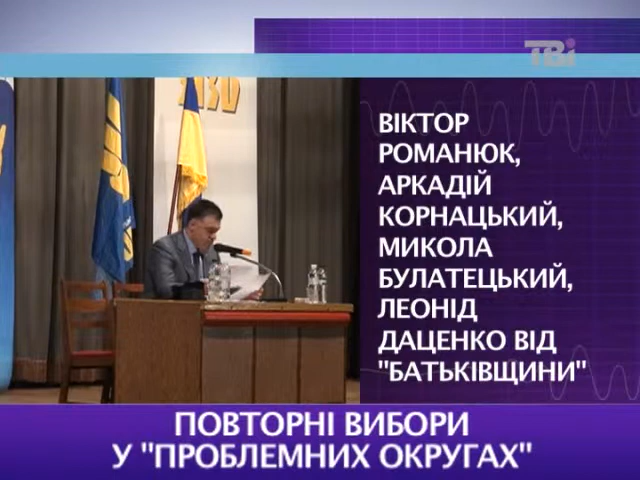 ТВі
ВІКТОР
РОМАНЮК,
АРКАДІЙ
КОРНАЦЬКИЙ,
МИКОЛА
БУЛАТЕЦЬКИЙ,
ЛЕОНІД
ДАЦЕНКО ВІД
"БАТЬКІВЩИНИ"
ПОВТОРНІ ВИБОРИ
У "ПРОБЛЕМНИХ ОКРУГАХ"